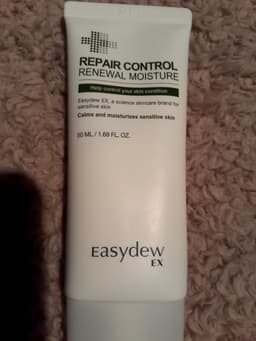 REPAIR CONTROL
RENEWAL MOISTURE
Help control your skin condition
Easydew EX, a science skincare brand for
sensitive skin
Calms and moisturizes sensitive skin
50 ML / 1.69 FL. OZ.
Easydew
EX